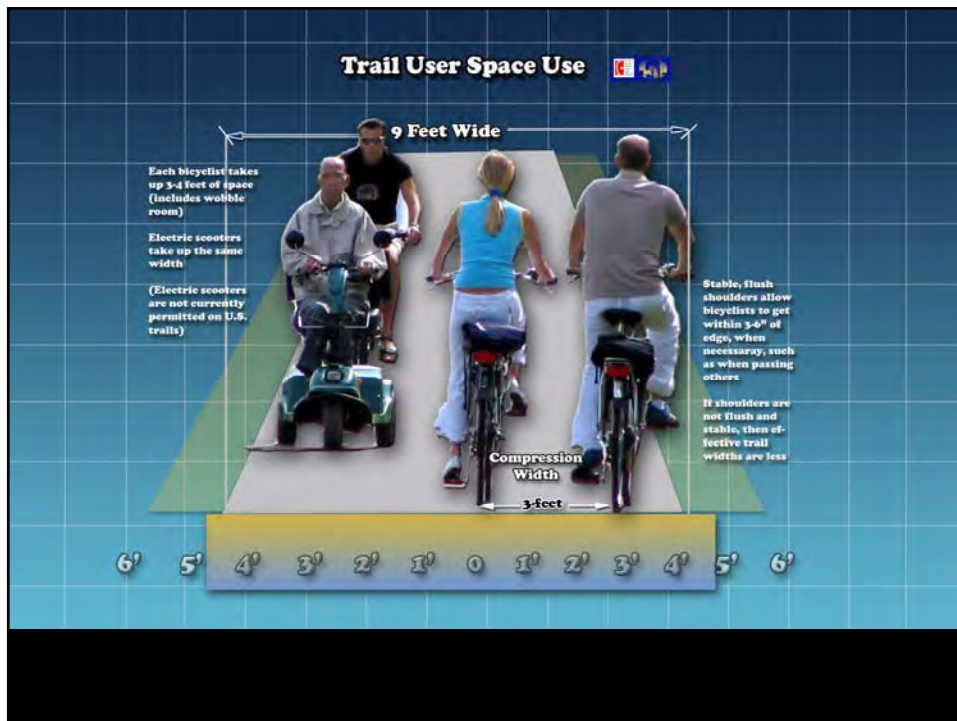 Trail User Space Use
9 Feet Wide
Each bicyclist takes
up 3-4 feet of space
(includes wobble
room)
Electric scooters
take up the same
width
(Electric scooters
are not currently
permitted on U.S.
trails)
Stable, flush
shoulders allow
bicyclists to get
within 3-6" of
edge, when
necessaray, such
as when passing
others
If shoulders are
not flush and
stable, then ef-
fective trail
widths are less
Compression
Width
3-feet
6' 5' 4' 3' 2' 1' 0 1' 2' 3' 4' 5' 6'